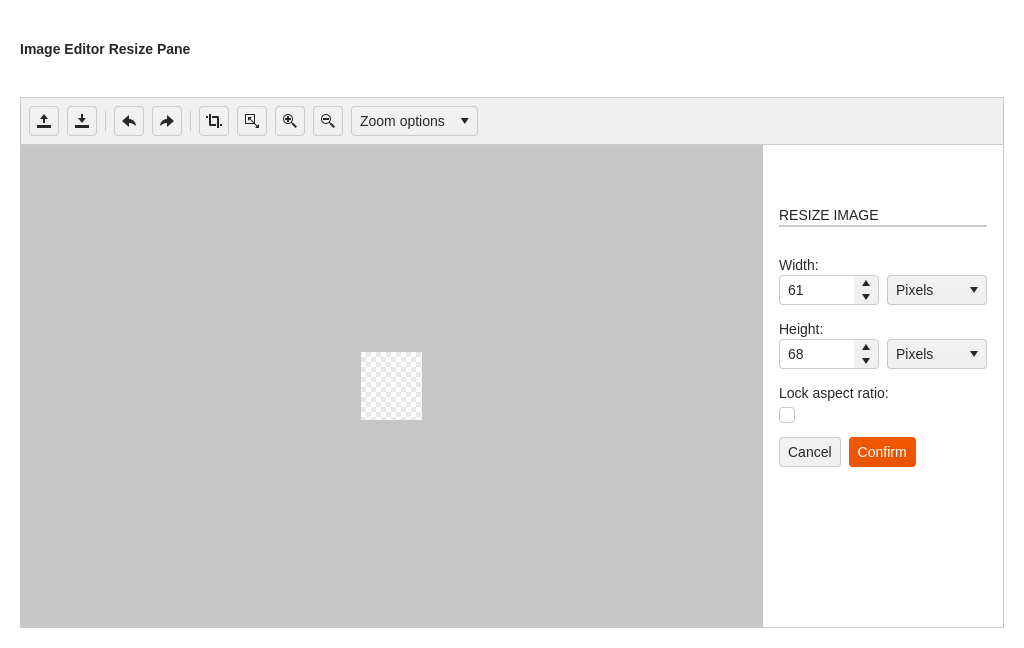 Image Editor Resize Pane
Zoom options
RESIZE IMAGE
Width:
61 Pixels
Height:
68 Pixels
Lock aspect ratio:
Cancel Confirm